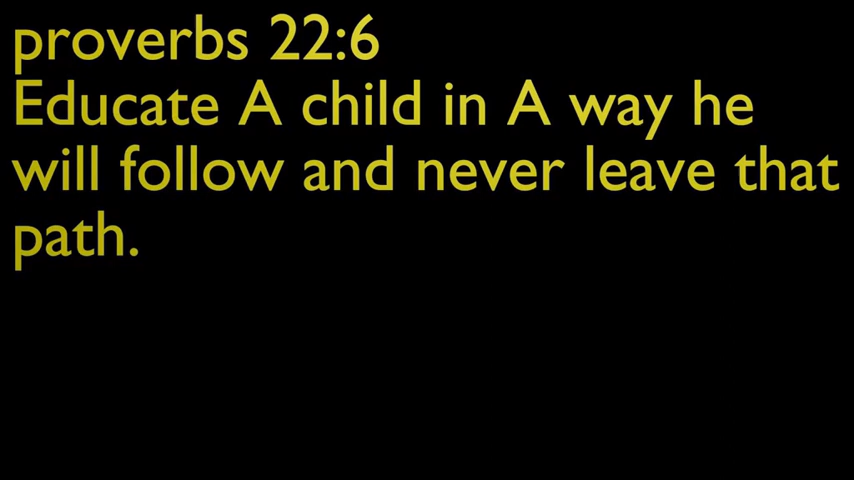 proverbs 22:6
Educate A child in A way he
will follow and never leave that
path.